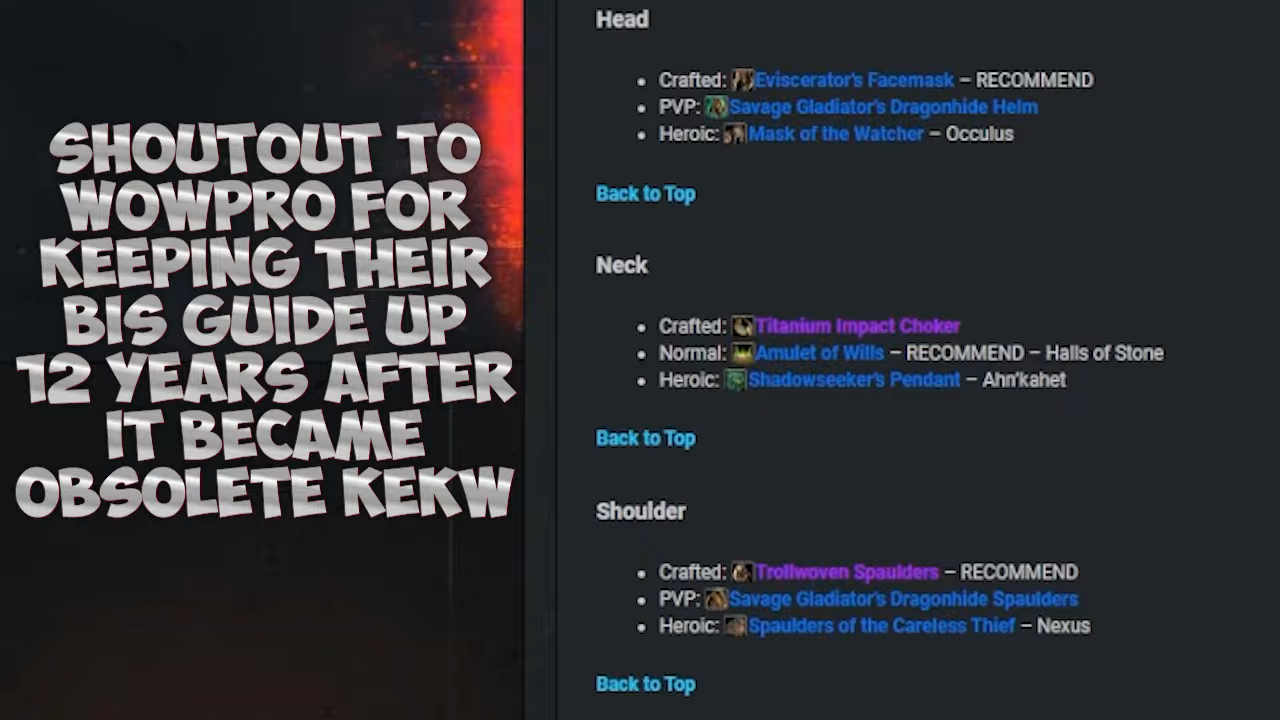 SHOUTOUT TO
WOWPRO FOR
KEEPING THEIR
BIS GUIDE UP
12 YEARS AFTER
IT BECAME
OBSOLETE KEKW
Head
Crafted: Eviscerator's Facemask – RECOMMEND
PVP: Savage Gladiator's Dragonhide Helm
Heroic: Mask of the Watcher – Occulus
Back to Top
Neck
Crafted: Titanium Impact Choker
Normal: Amulet of Wills – RECOMMEND – Halls of Stone
Heroic: Shadowseeker's Pendant – Ahn'kahet
Back to Top
Shoulder
Crafted: Trollwoven Spaulders – RECOMMEND
PVP: Savage Gladiator's Dragonhide Spaulders
Heroic: Spaulders of the Careless Thief – Nexus
Back to Top